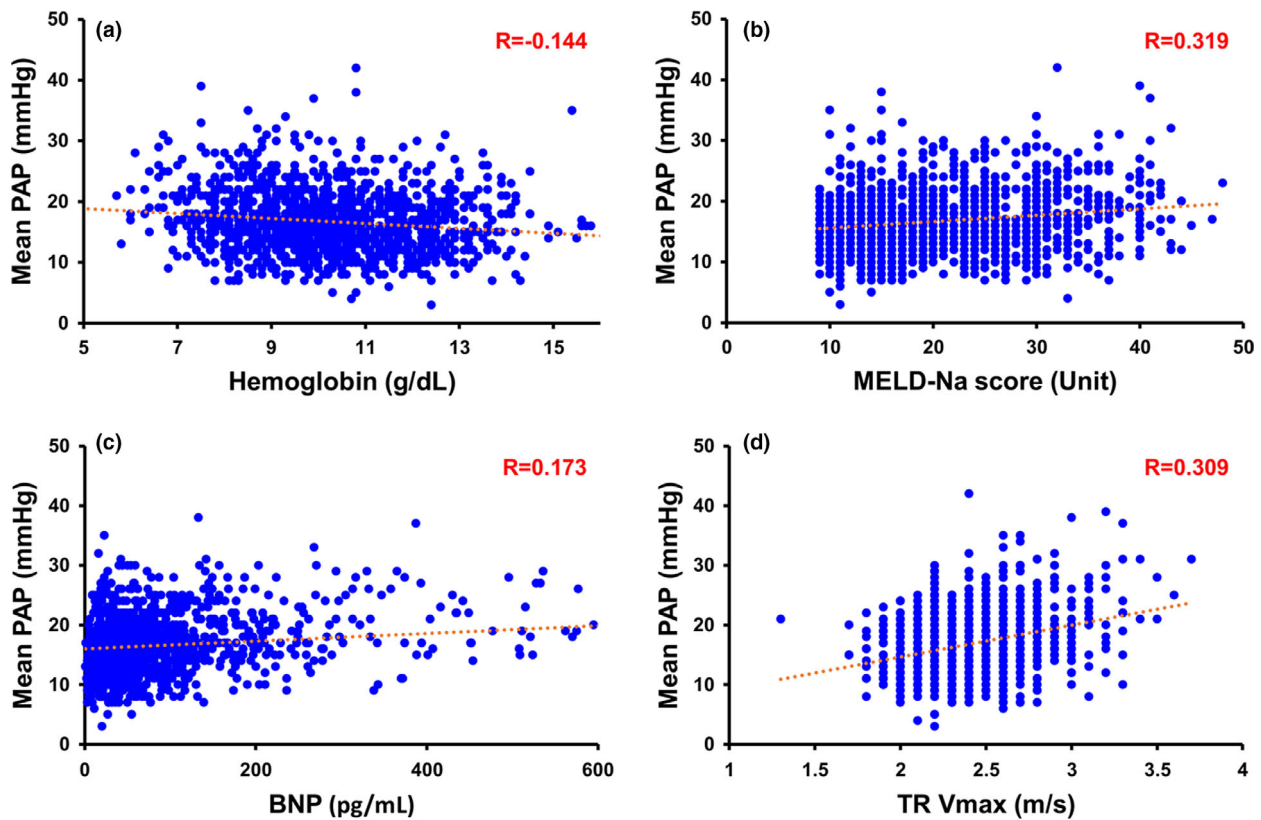 (a)
R=-0.144
50
40
30
20
10
0
Mean PAP (mmHg)
5
7
9
11
13
15
Hemoglobin (g/dL)
(b)
R=0.319
50
40
30
20
10
0
Mean PAP (mmHg)
0
10
20
30
40
50
MELD-Na score (Unit)
(c)
R=0.173
50
40
30
20
10
0
Mean PAP (mmHg)
0
200
400
600
BNP (pg/mL)
(d)
R=0.309
50
40
30
20
10
0
Mean PAP (mmHg)
1
1.5
2
2.5
3
3.5
4
TR Vmax (m/s)